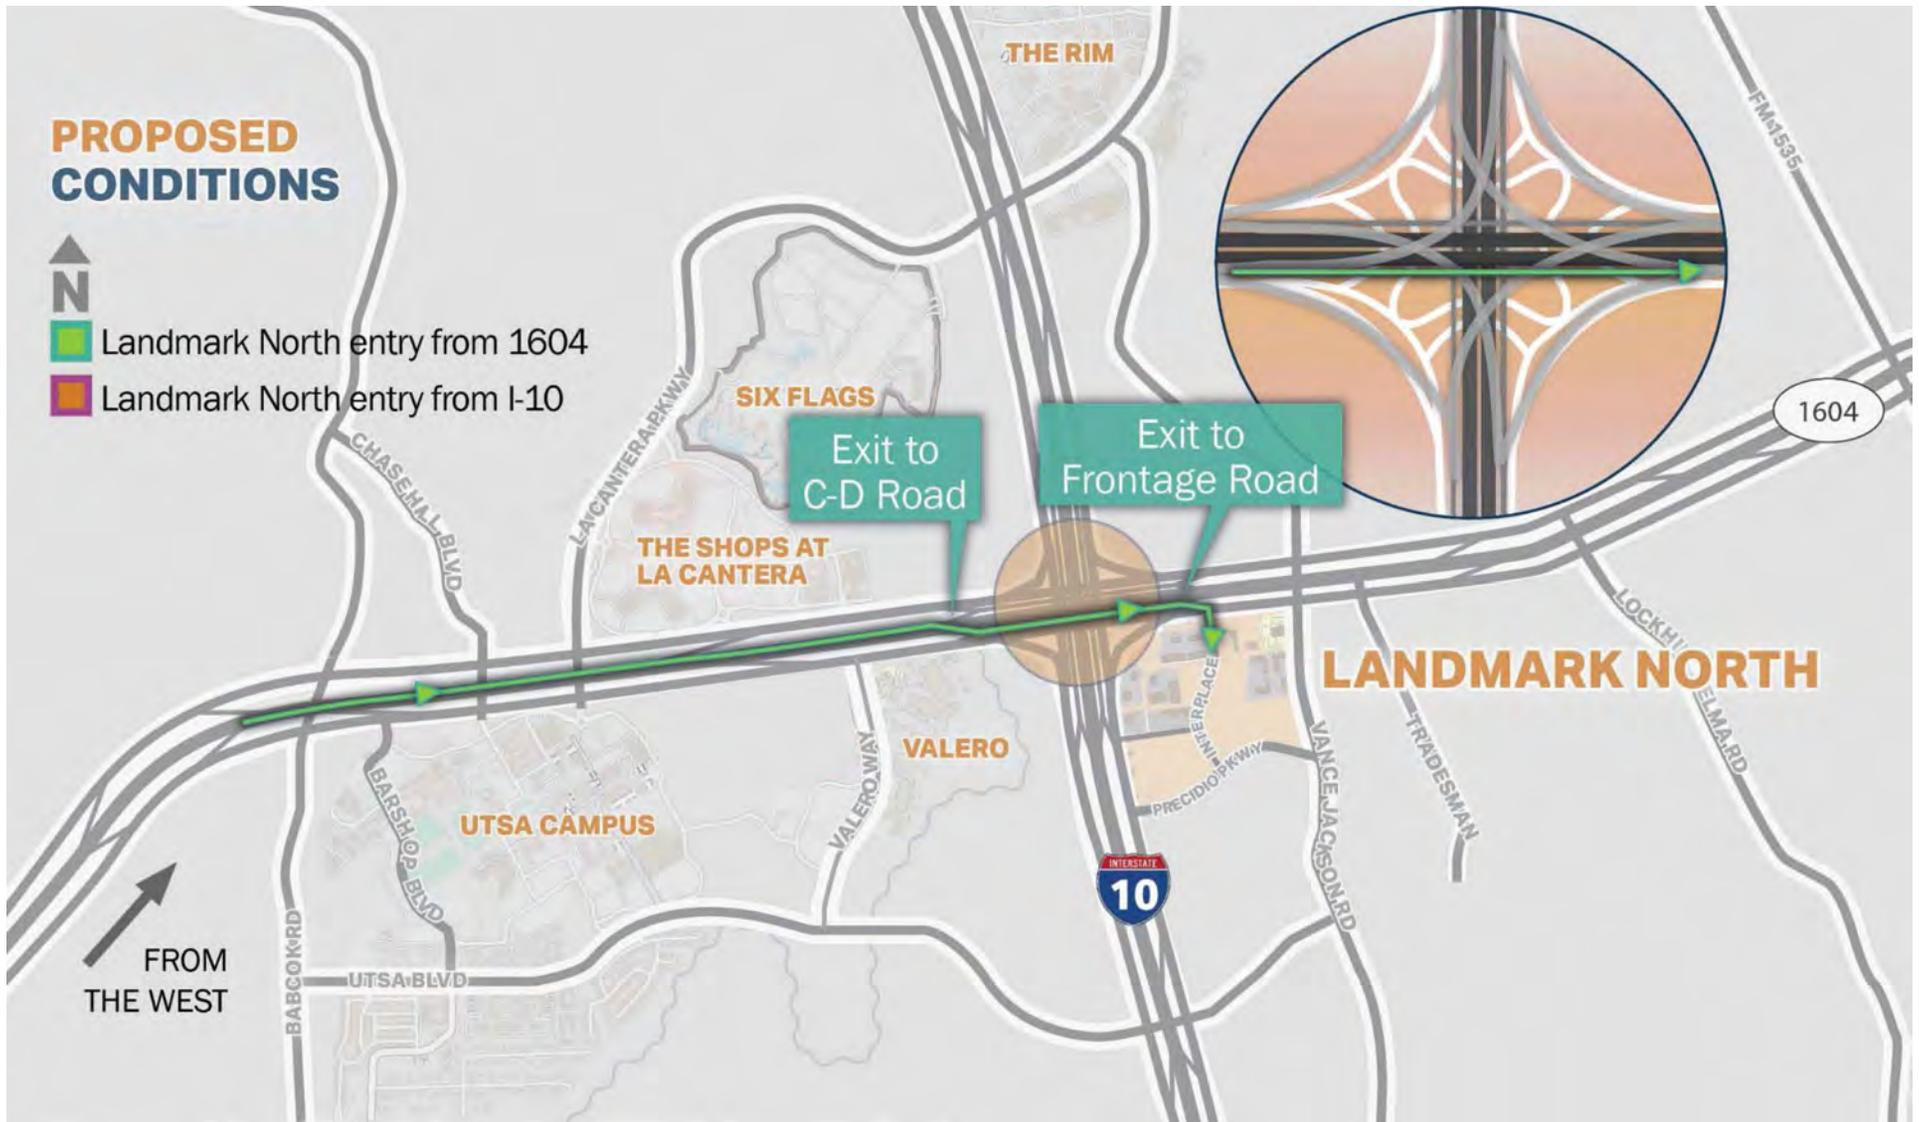 THE RIM
FM 1535
PROPOSED
CONDITIONS
N
Landmark North entry from 1604
Landmark North entry from I-10
SIX FLAGS
Exit to
C-D Road
Exit to
Frontage Road
1604
CHASE HILL BLVD
LA CANTERA PKWY
THE SHOPS AT
LA CANTERA
LANDMARK NORTH
VALERO
UTSA CAMPUS
INTERSTATE
10
FROM
THE WEST
BABCOK RD
UTSA BLVD
BARSHOP BLVD
VALERO WAY
INTERPLACE
PRECIDIO PKWY
VANCE JACKSON RD
TRADESMAN
LOCKHI
ELMA RD